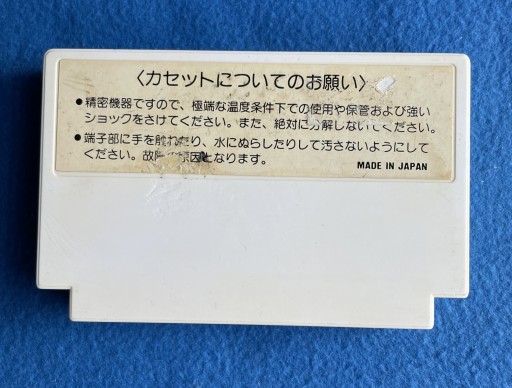 〈カセットについてのお願い〉
●精密機器ですので、極端な温度条件下での使用や保管および強い
ショックをさけてください。また、絶対に分解しないでください。
●端子部に手を触れたり、水にぬらしたりして汚さないようにして
ください。故障の原因となります。
MADE IN JAPAN